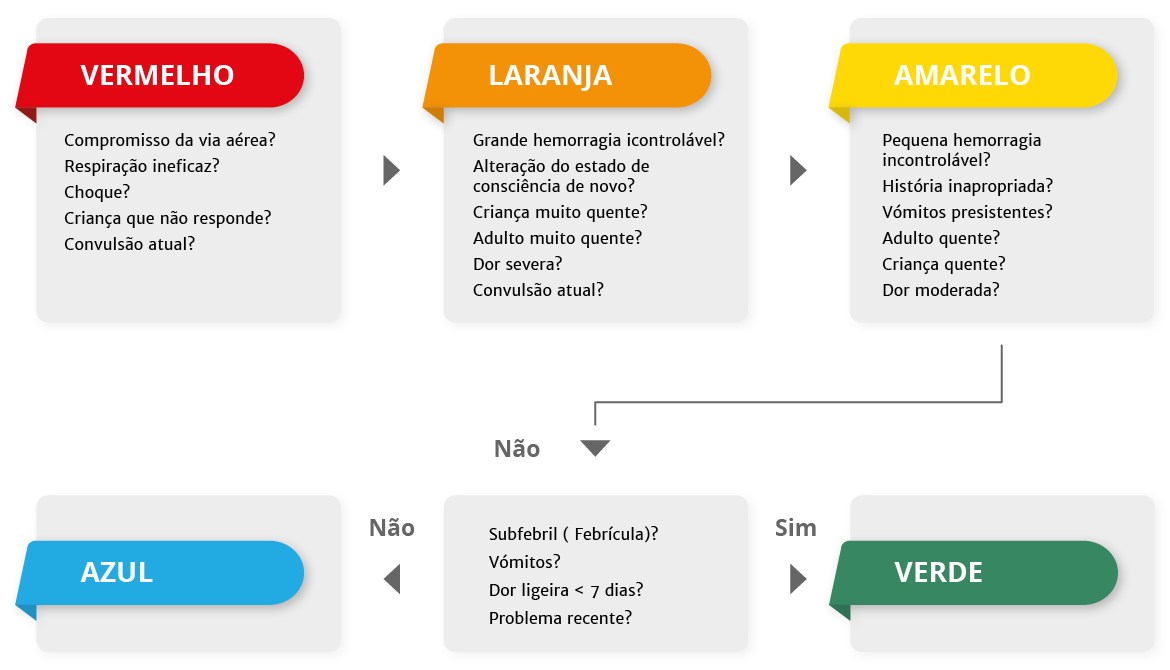 VERMELHO
Compromisso da via aérea?
Respiração ineficaz?
Choque?
Criança que não responde?
Convulsão atual?
LARANJA
Grande hemorragia icontrolável?
Alteração do estado de
consciência de novo?
Criança muito quente?
Adulto muito quente?
Dor severa?
Convulsão atual?
AMARELO
Pequena hemorragia
incontrolável?
História inapropriada?
Vómitos presistentes?
Adulto quente?
Criança quente?
Dor moderada?
Não
AZUL
Não
Subfebril ( Febrícula)?
Vómitos?
Dor ligeira < 7 dias?
Problema recente?
Sim
VERDE